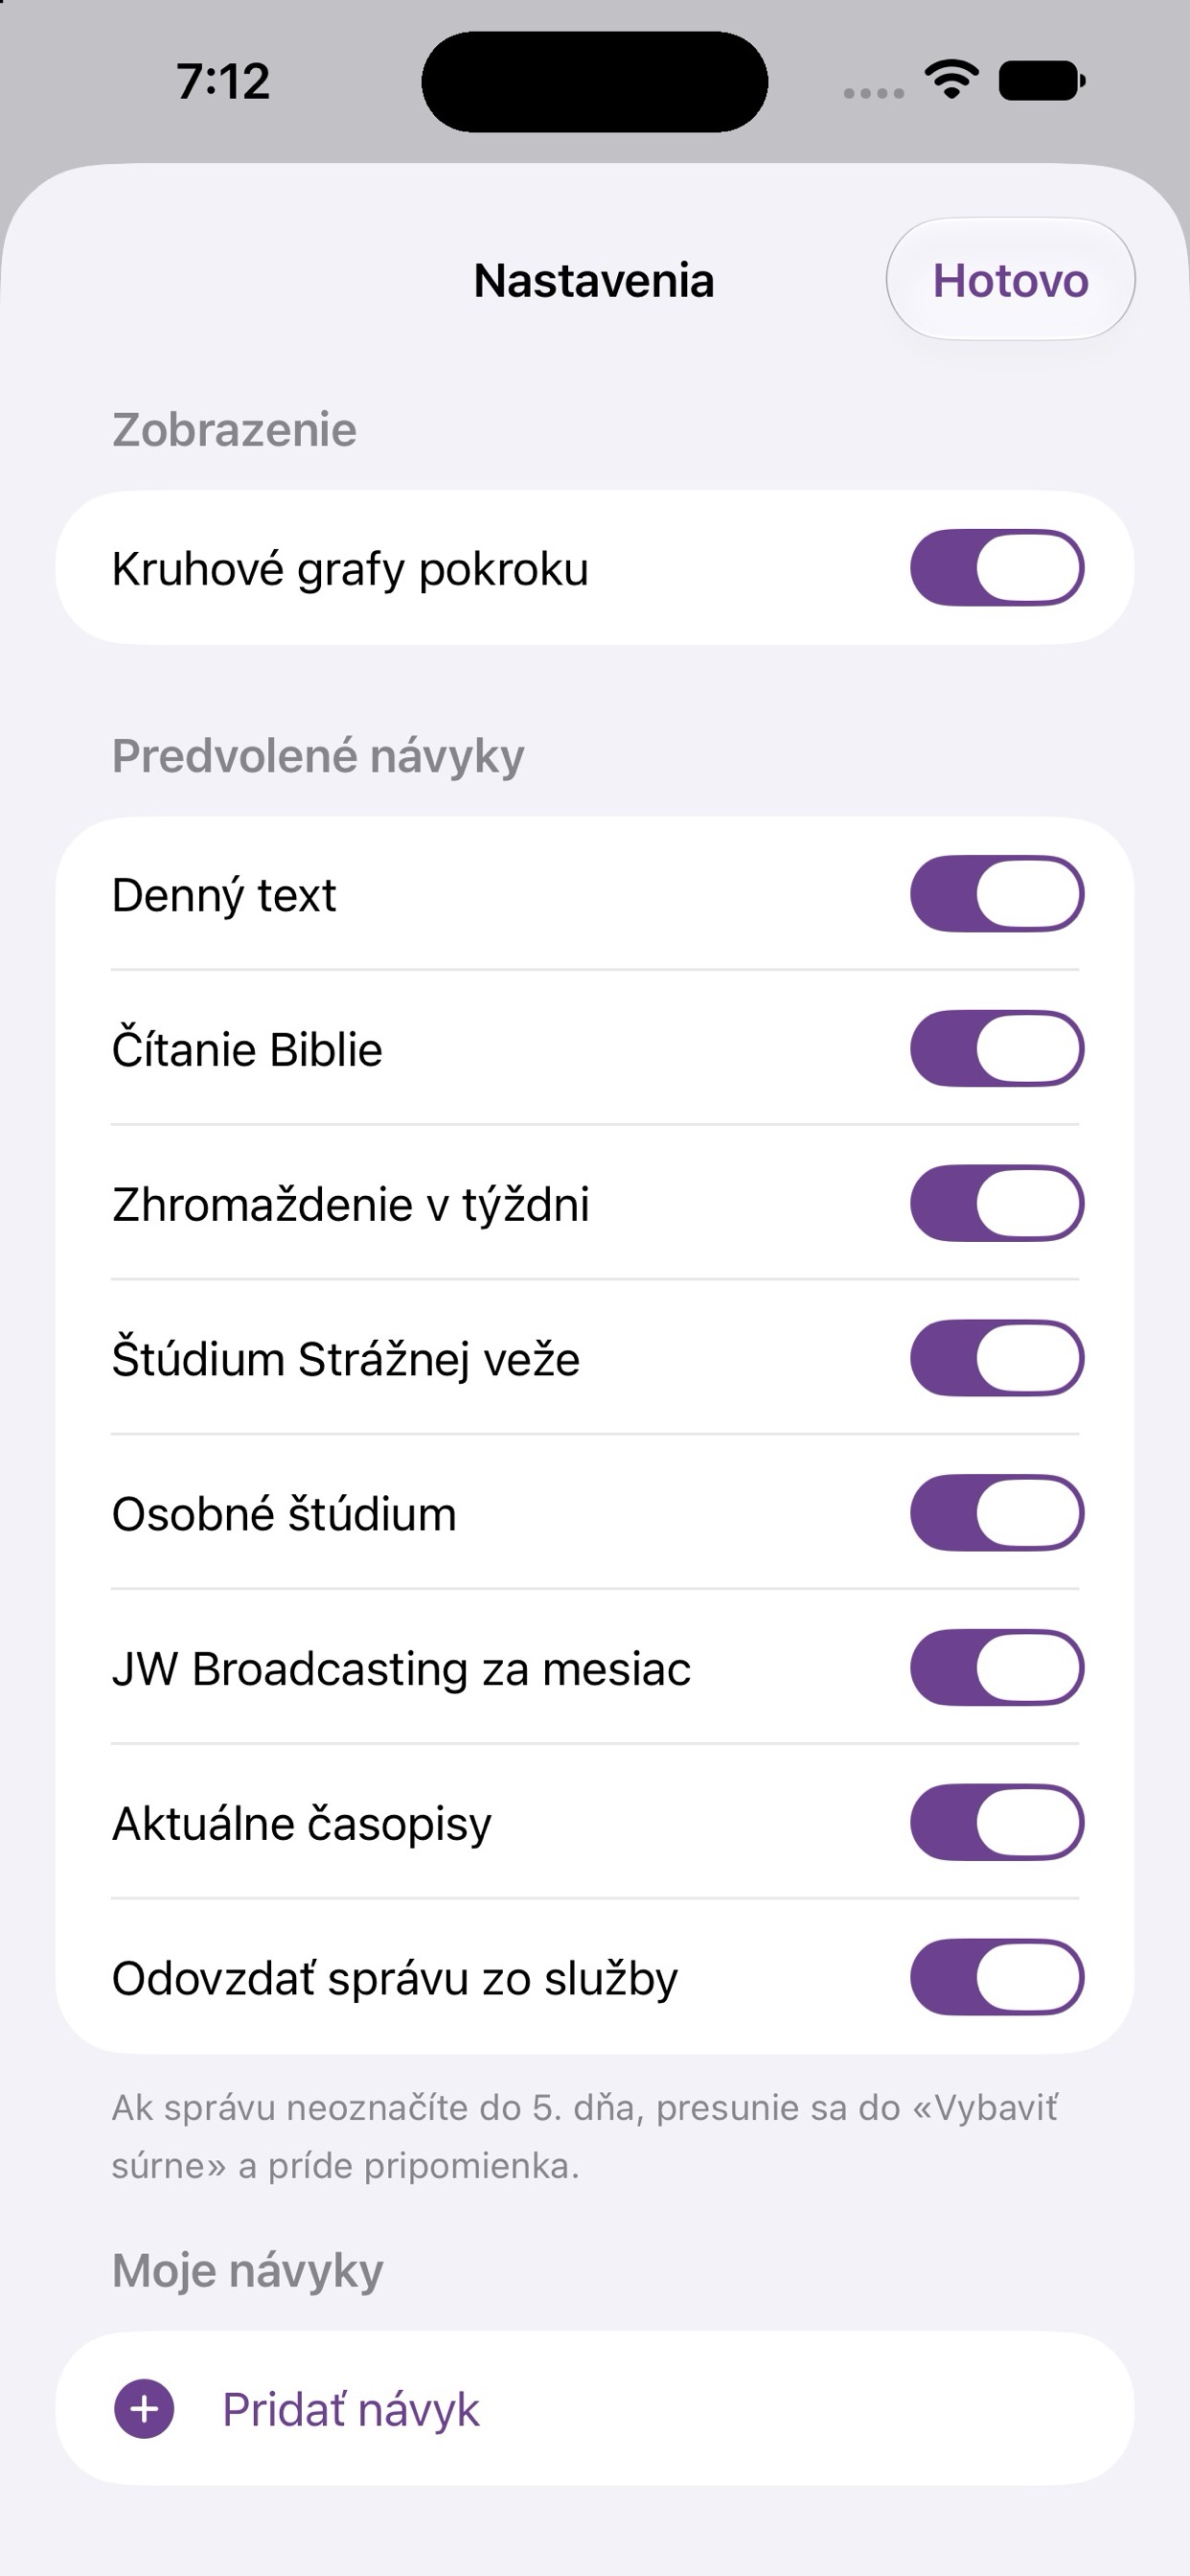 7:12
Nastavenia
Hotovo
Zobrazenie
Kruhové grafy pokroku
Predvolené návyky
Denný text
Čítanie Biblie
Zhromaždenie v týždni
Štúdium Strážnej veže
Osobné štúdium
JW Broadcasting za mesiac
Aktuálne časopisy
Odovzdať správu zo služby
Ak správu neoznačíte do 5. dňa, presunie sa do «Vybaviť
súrne» a príde pripomienka.
Moje návyky
Pridať návyk